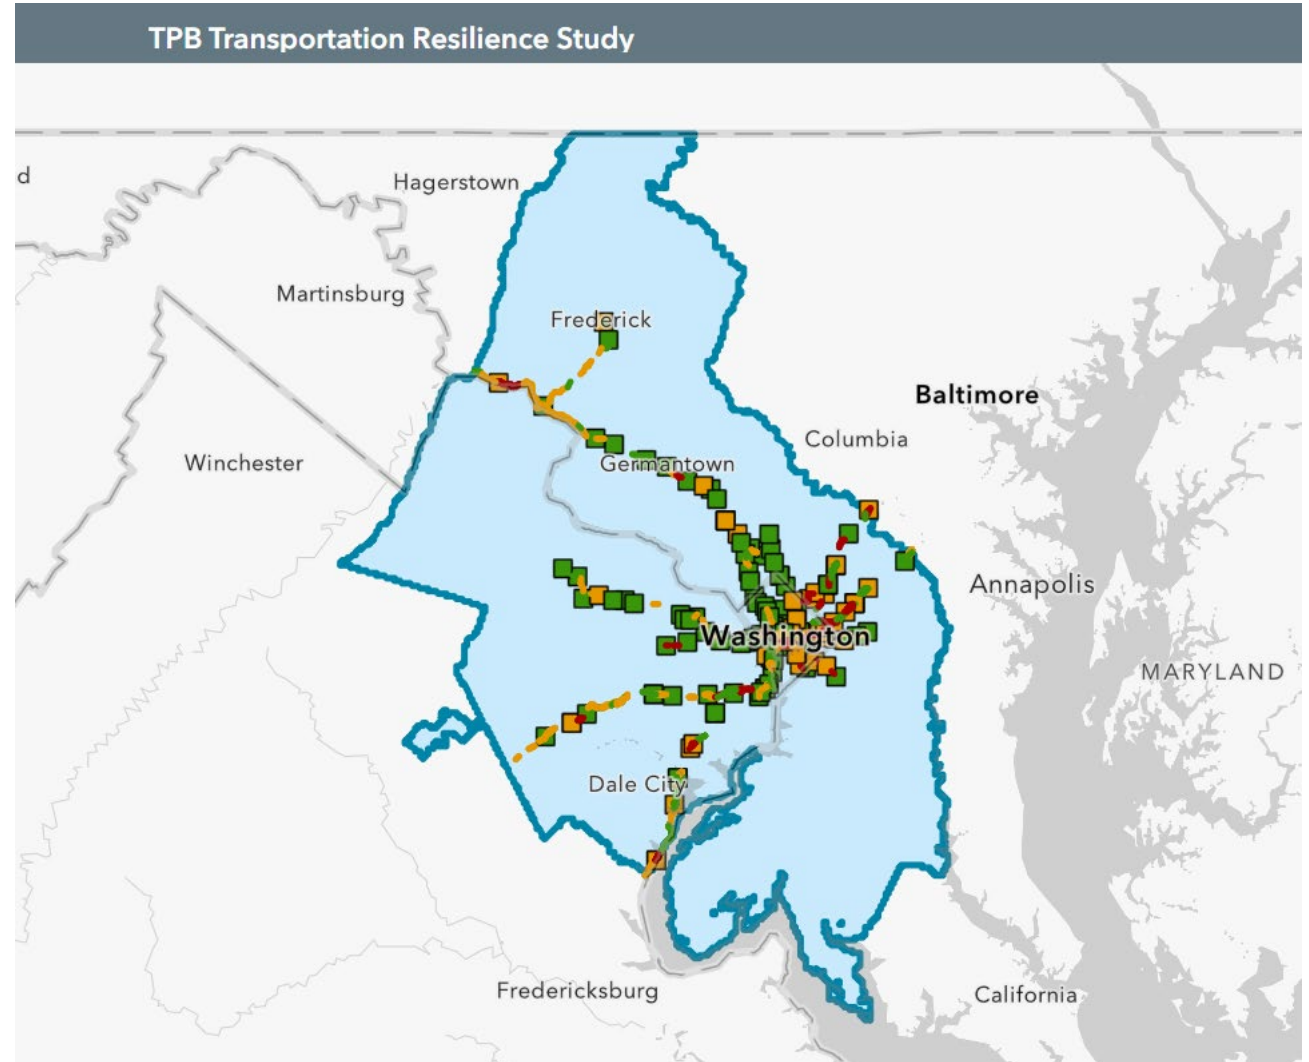 TPB Transportation Resilience Study
d
Hagerstown
Martinsburg
Frederick
Baltimore
Columbia
Winchester
Germantown
Annapolis
Washington
MARYLAND
Dale City
Fredericksburg
California